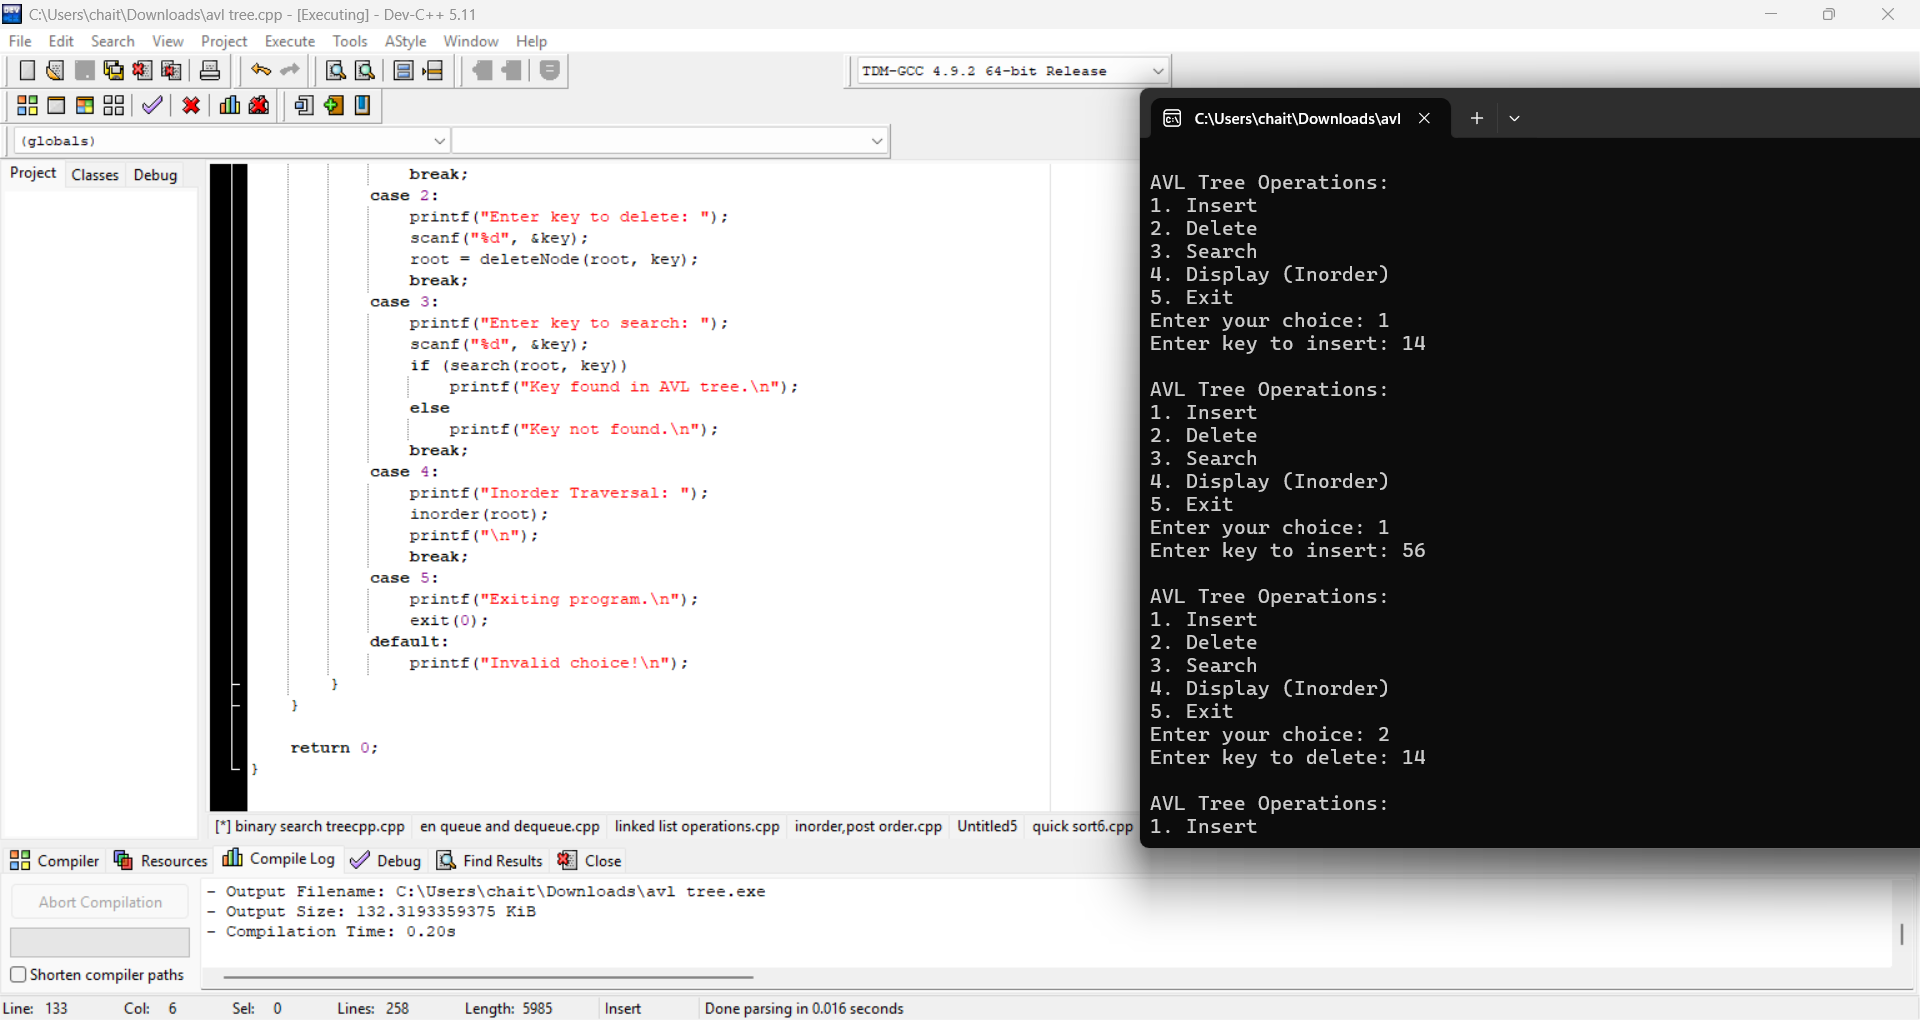 C:\Users\chait\Downloads\avl tree.cpp - [Executing] - Dev-C++ 5.11
File Edit Search View Project Execute Tools AStyle Window Help
TDM-GCC 4.9.2 64-bit Release
(globals)
Project Classes Debug
break;
case 2:
printf("Enter key to delete: ");
scanf("%d", &key);
root = deleteNode(root, key);
break;
case 3:
printf("Enter key to search: ");
scanf("%d", &key);
if (search(root, key))
printf("Key found in AVL tree.\n");
else
printf("Key not found.\n");
break;
case 4:
printf("Inorder Traversal: ");
inorder(root);
printf("\n");
break;
case 5:
printf("Exiting program.\n");
exit(0);
default:
printf("Invalid choice!\n");
}
}
return 0;
}
[*] binary search treecpp.cpp en queue and dequeue.cpp linked list operations.cpp inorder,post order.cpp Untitled5 quick sort6.cpp
C:\Users\chait\Downloads\avl
AVL Tree Operations:
1. Insert
2. Delete
3. Search
4. Display (Inorder)
5. Exit
Enter your choice: 1
Enter key to insert: 14
AVL Tree Operations:
1. Insert
2. Delete
3. Search
4. Display (Inorder)
5. Exit
Enter your choice: 1
Enter key to insert: 56
AVL Tree Operations:
1. Insert
2. Delete
3. Search
4. Display (Inorder)
5. Exit
Enter your choice: 2
Enter key to delete: 14
AVL Tree Operations:
1. Insert
Compiler Resources Compile Log Debug Find Results Close
Abort Compilation
Shorten compiler paths
- Output Filename: C:\Users\chait\Downloads\avl tree.exe
- Output Size: 132.3193359375 KiB
- Compilation Time: 0.20s
Line: 133 Col: 6 Sel: 0 Lines: 258 Length: 5985 Insert Done parsing in 0.016 seconds